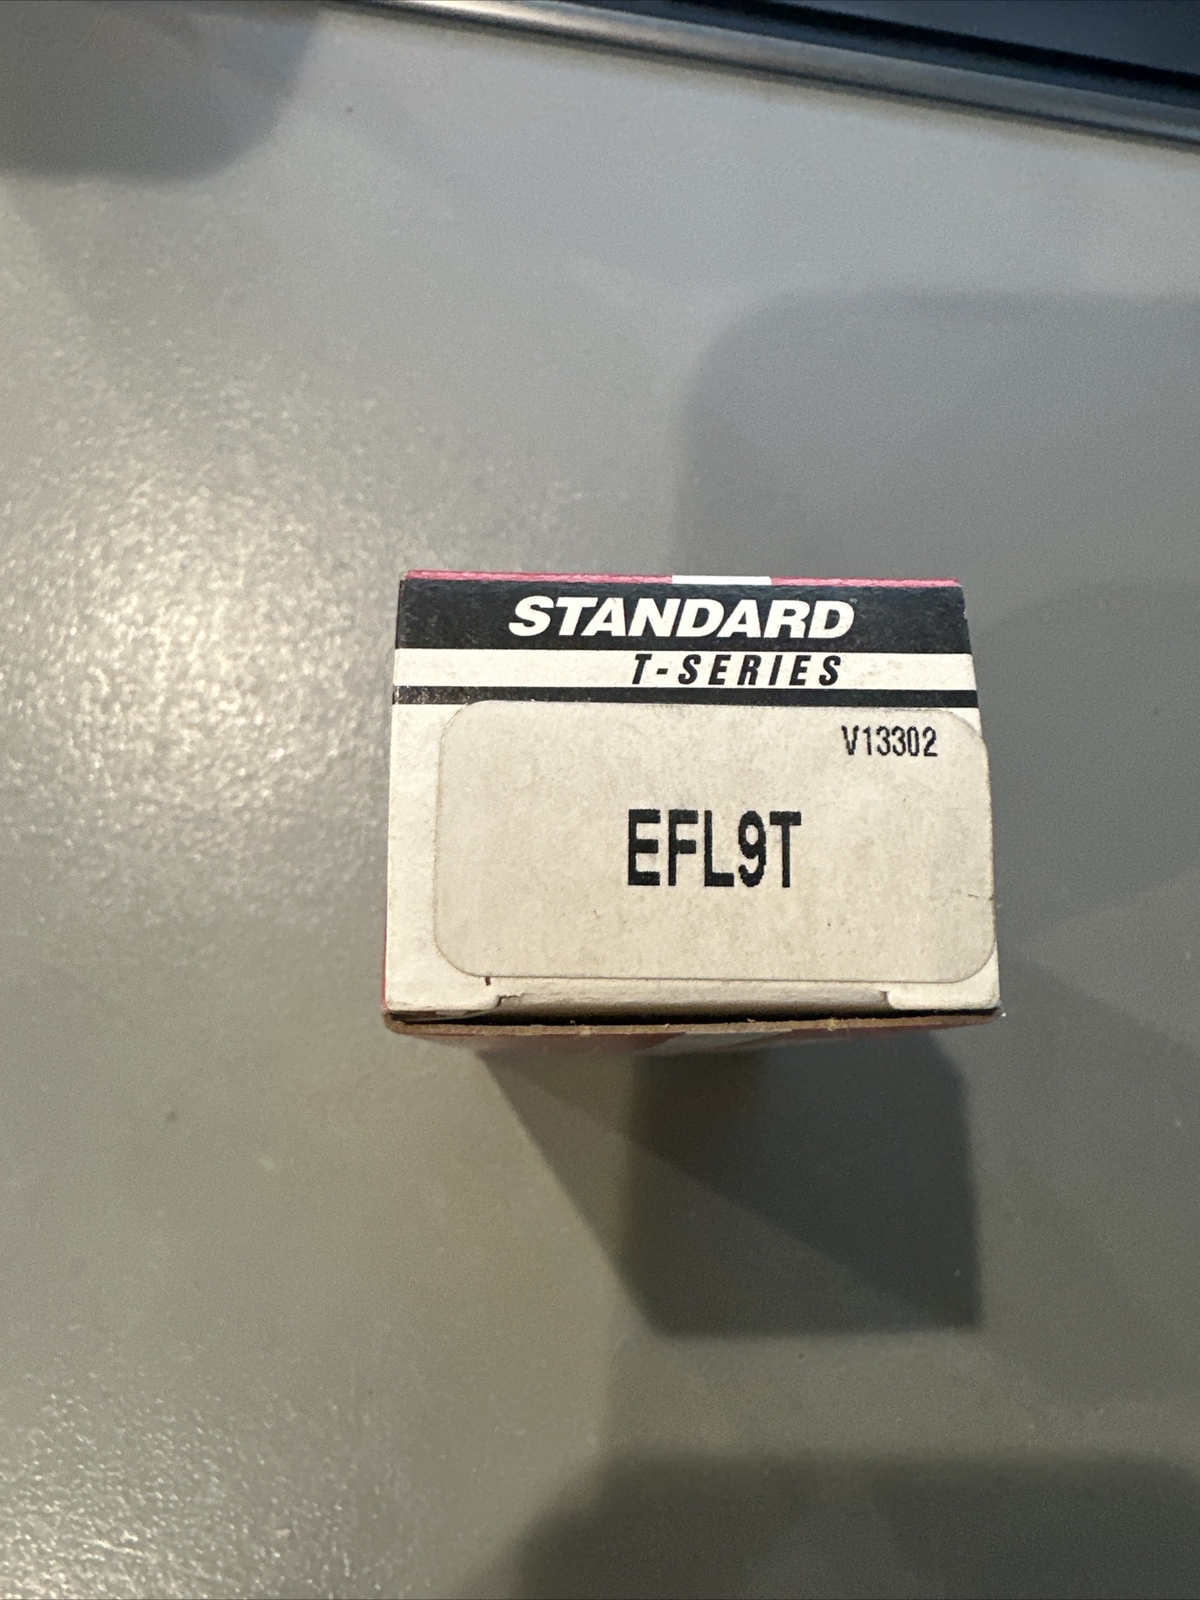 STANDARD
T-SERIES
V13302
EFL9T